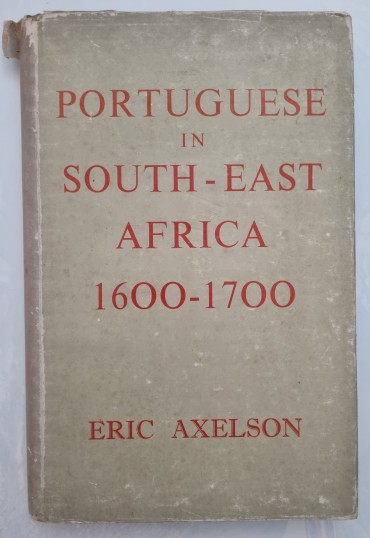 PORTUGUESE
IN
SOUTH-EAST
AFRICA
1600-1700
ERIC AXELSON